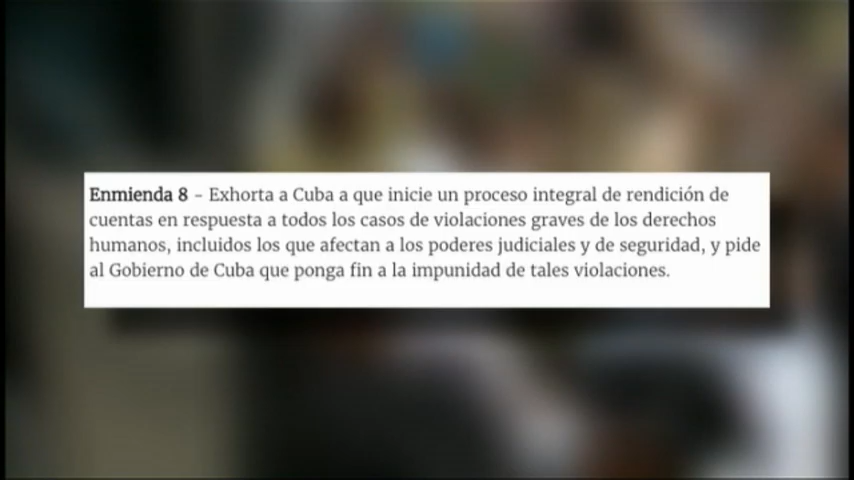 Enmienda 8 - Exhorta a Cuba a que inicie un proceso integral de rendición de
cuentas en respuesta a todos los casos de violaciones graves de los derechos
humanos, incluidos los que afectan a los poderes judiciales y de seguridad, y pide
al Gobierno de Cuba que ponga fin a la impunidad de tales violaciones.